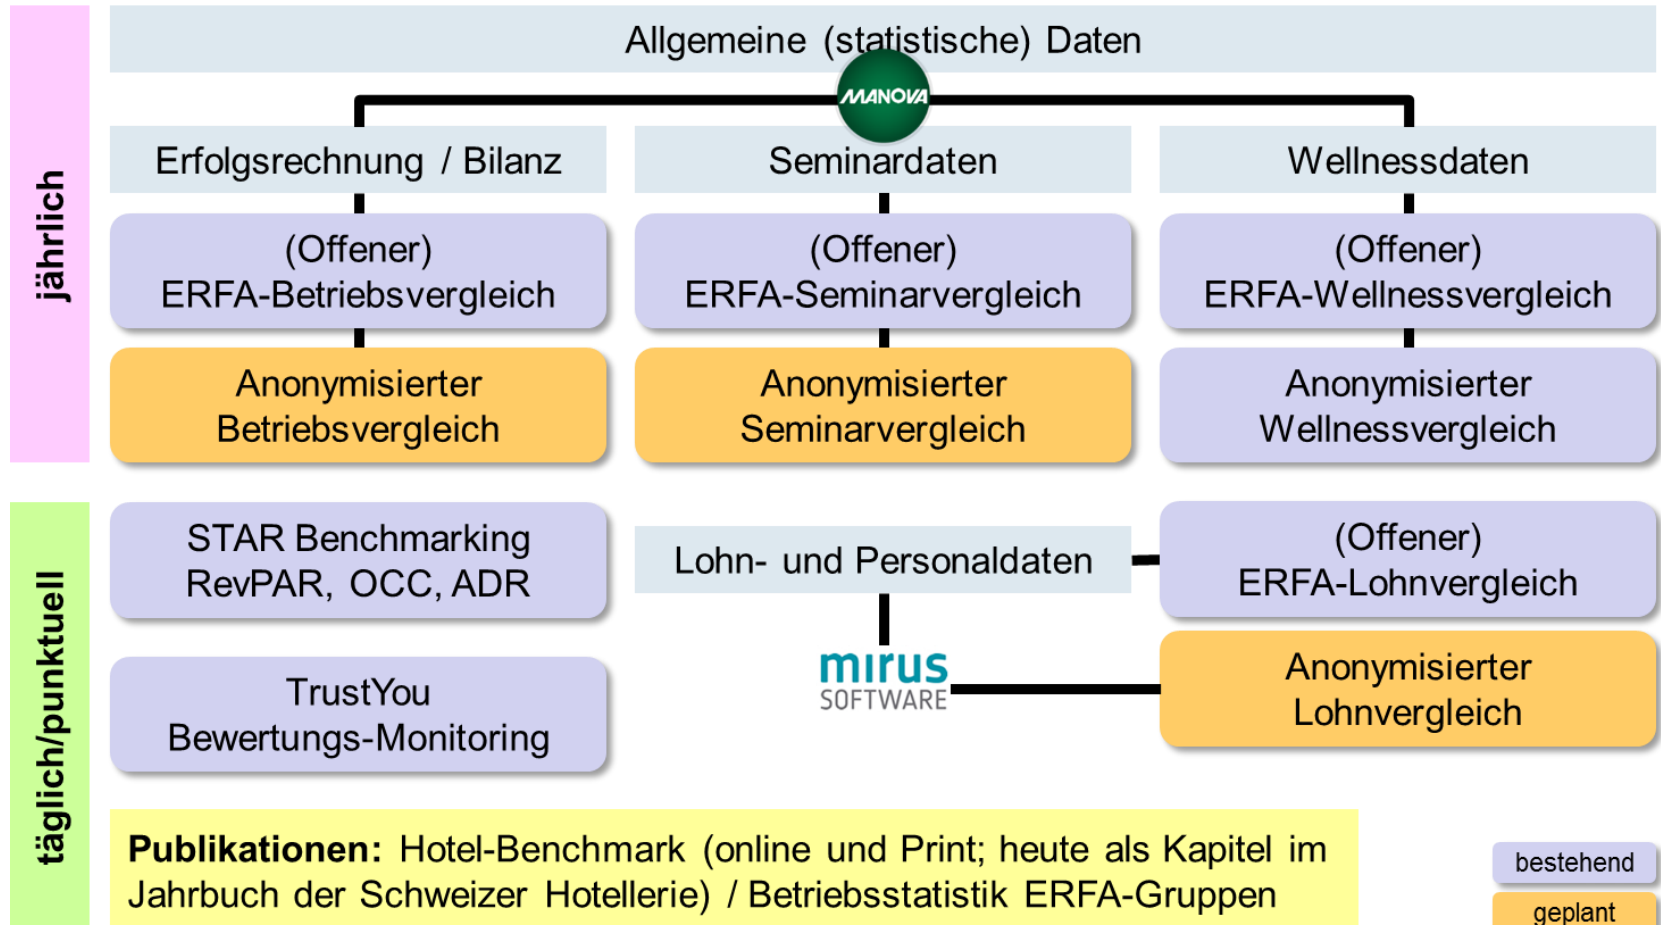 Allgemeine (statistische) Daten
MANOVA
jährlich
Erfolgsrechnung / Bilanz
Seminardaten
Wellnessdaten
(Offener)
ERFA-Betriebsvergleich
(Offener)
ERFA-Seminarvergleich
(Offener)
ERFA-Wellnessvergleich
Anonymisierter
Betriebsvergleich
Anonymisierter
Seminarvergleich
Anonymisierter
Wellnessvergleich
täglich/punktuell
STAR Benchmarking
RevPAR, OCC, ADR
Lohn- und Personaldaten
(Offener)
ERFA-Lohnvergleich
mirus
SOFTWARE
Anonymisierter
Lohnvergleich
TrustYou
Bewertungs-Monitoring
Publikationen: Hotel-Benchmark (online und Print; heute als Kapitel im
Jahrbuch der Schweizer Hotellerie) / Betriebsstatistik ERFA-Gruppen
bestehend
geplant